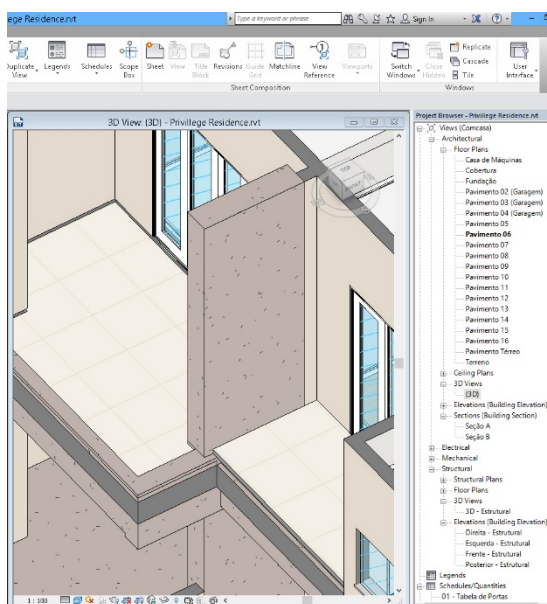 lege Residence.rvt
Type a keyword or phrase
Sign In
Duplicate View
Legends
Schedules
Scope Box
Sheet
View
Title Block
Revisions
Guide Grid
Matchline
View Reference
Viewports
Switch Windows
Close Hidden
Replicate
Cascade
Tile
User Interface
Sheet Composition
Windows
3D View: {3D} - Privillege Residence.rvt
TOP
Project Browser - Privillege Residence.rvt
Views (Comcasa)
Architectural
Floor Plans
Casa de Máquinas
Cobertura
Fundação
Pavimento 02 (Garagem)
Pavimento 03 (Garagem)
Pavimento 04 (Garagem)
Pavimento 05
Pavimento 06
Pavimento 07
Pavimento 08
Pavimento 09
Pavimento 10
Pavimento 11
Pavimento 12
Pavimento 13
Pavimento 14
Pavimento 15
Pavimento 16
Pavimento Térreo
Terreno
Ceiling Plans
3D Views
{3D}
Elevations (Building Elevation)
Sections (Building Section)
Seção A
Seção B
Electrical
Mechanical
Structural
Structural Plans
Floor Plans
3D Views
3D - Estrutural
Elevations (Building Elevation)
Direita - Estrutural
Esquerda - Estrutural
Frente - Estrutural
Posterior - Estrutural
Legends
Schedules/Quantities
01 - Tabela de Portas
1 : 100